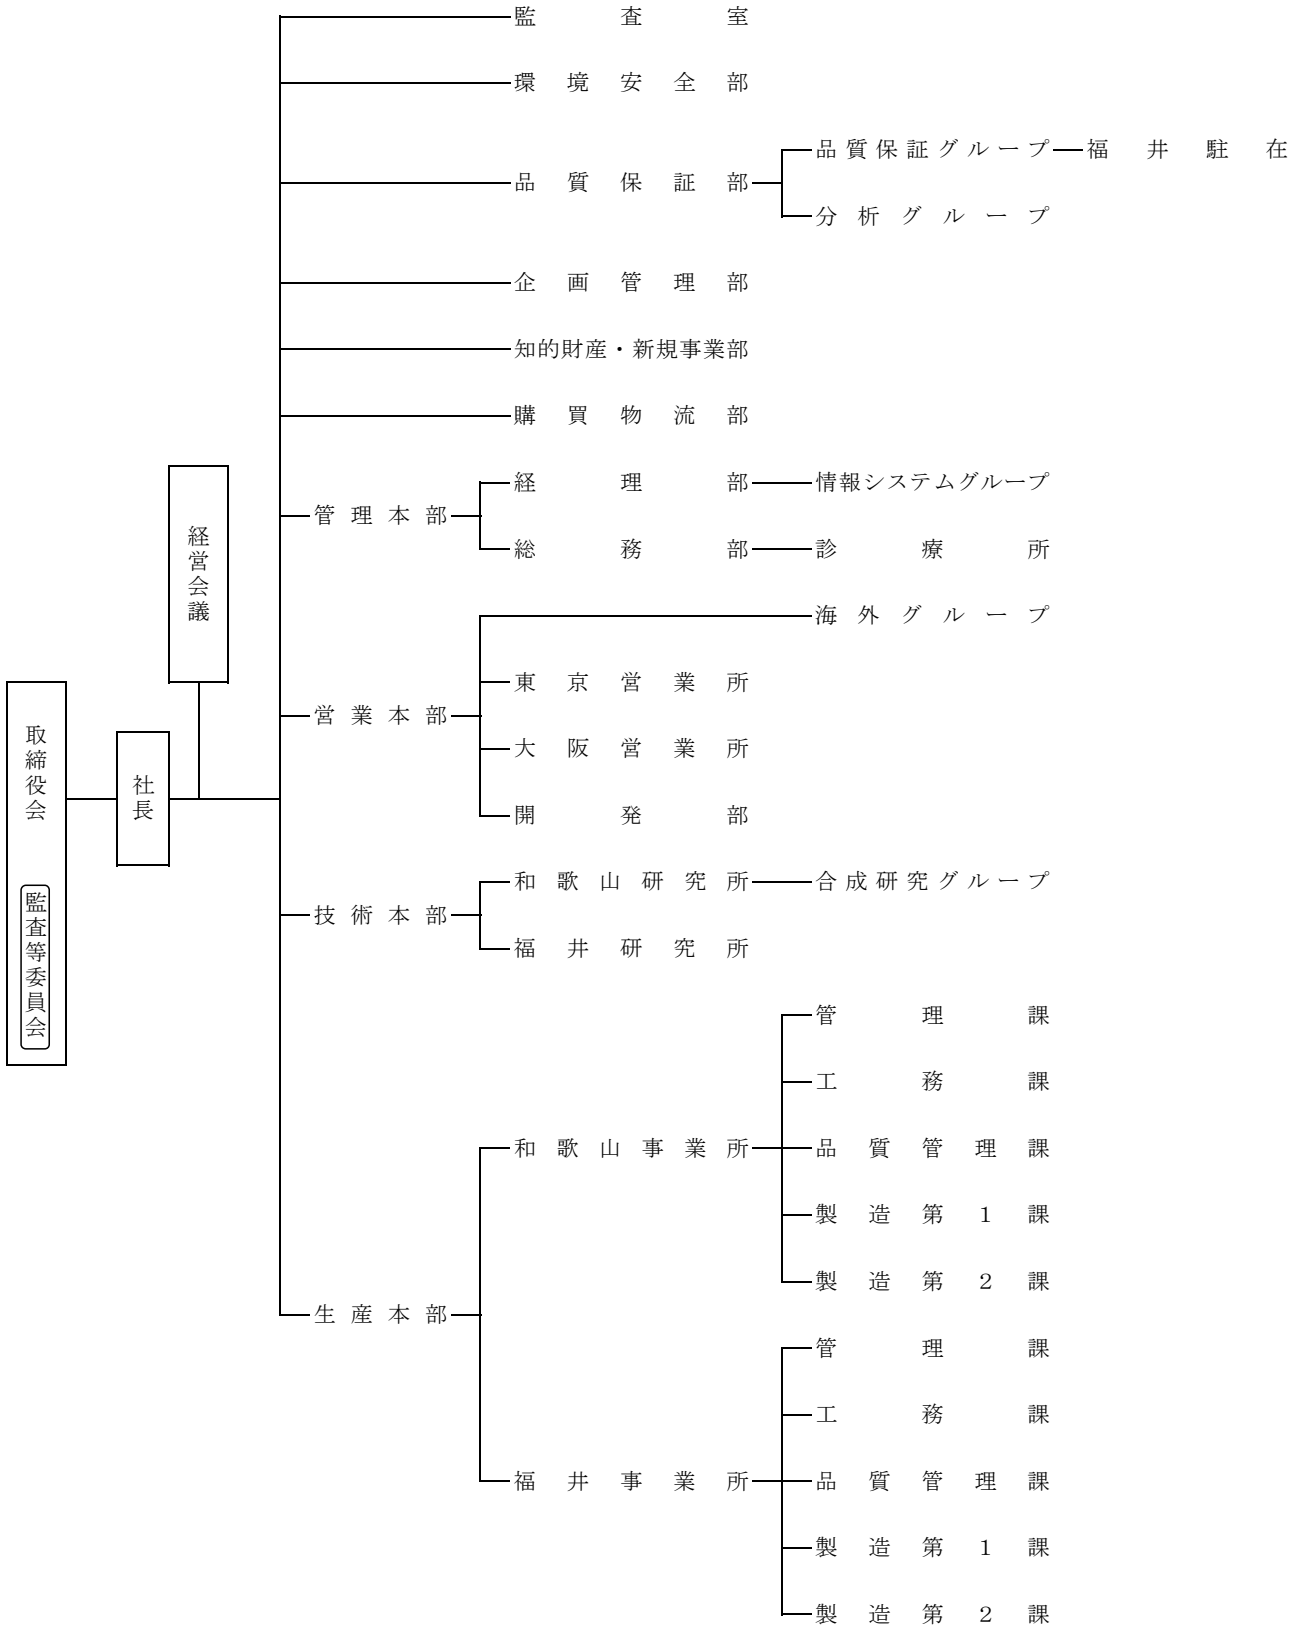 監査室
環境安全部
品質保証グループ 福井駐在
品質保証部
分析グループ
企画管理部
知的財産・新規事業部
購買物流部
経理部 情報システムグループ
管理本部
総務部 診療所
経営会議
海外グループ
東京営業所
営業本部
大阪営業所
取締役会
社長
開発部
和歌山研究所 合成研究グループ
技術本部
福井研究所
監査等委員会
管理課
工務課
和歌山事業所 品質管理課
製造第1課
製造第2課
生産本部
管理課
工務課
福井事業所 品質管理課
製造第1課
製造第2課